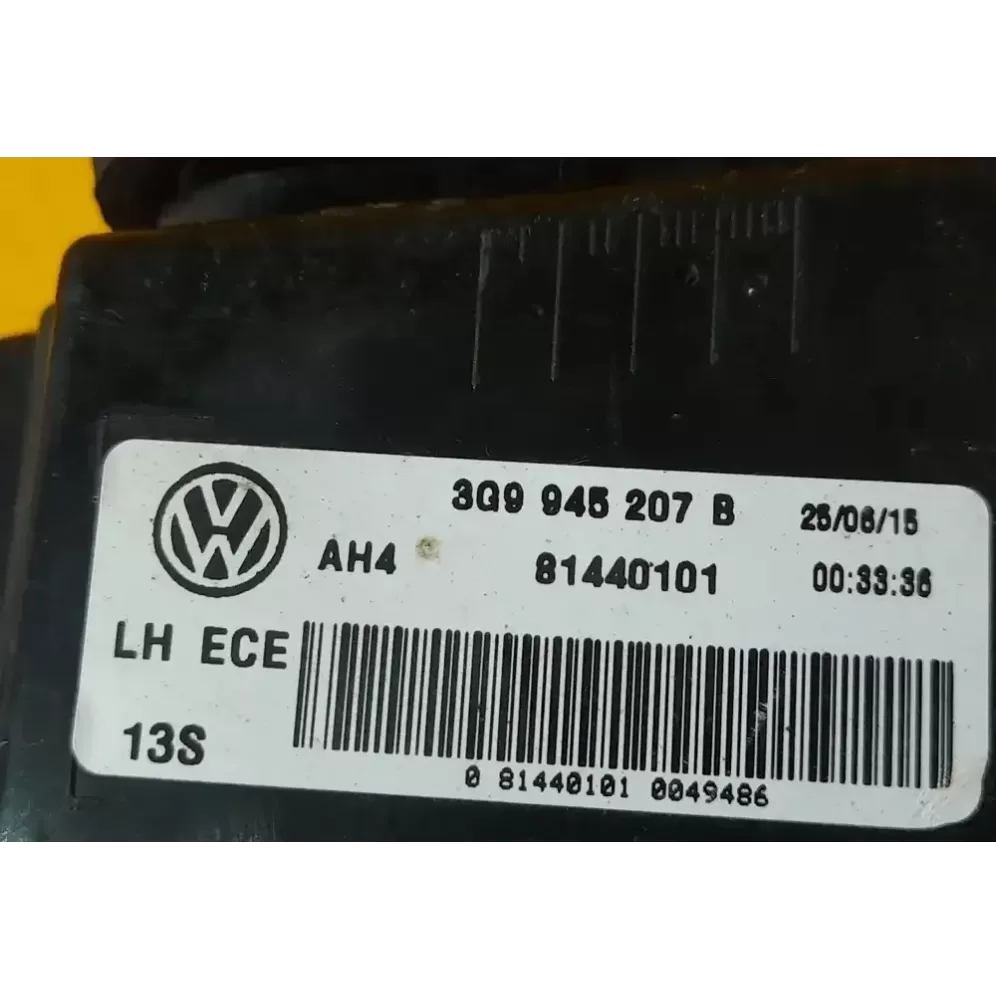 3G9 945 207 B 25/06/15
AH4 81440101 00:33:36
LH ECE
13S
0 81440101 0049486